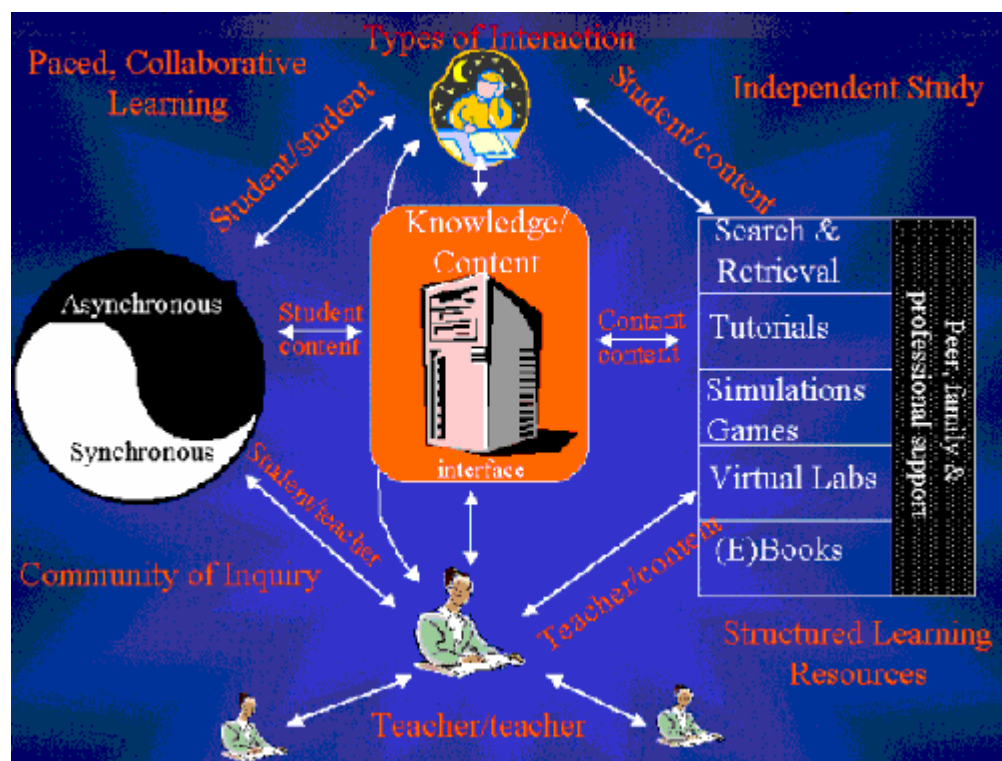 Types of Interaction
Paced, Collaborative
Learning
Independent Study
Student/student
Student/content
Knowledge/
Content
interface
Asynchronous
Synchronous
Student
content
Content
content
Search &
Retrieval
Tutorials
Simulations
Games
Virtual Labs
(E)Books
Peer, family &
professional support
Student/teacher
Teacher/content
Community of Inquiry
Structured Learning
Resources
Teacher/teacher